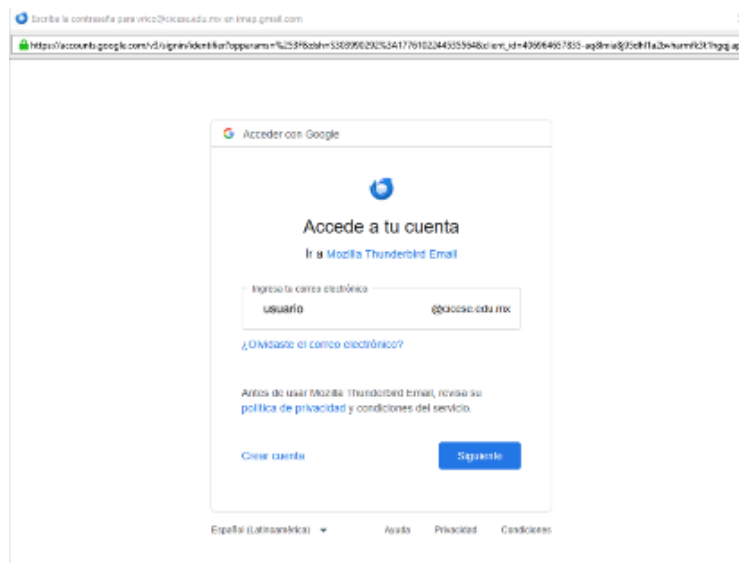 Escriba la contraseña para vrico@cicese.edu.mx en imap.gmail.com
Acceder con Google
Accede a tu cuenta
Ir a Mozilla Thunderbird Email
Ingresa tu correo electrónico
usuario @cicese.edu.mx
¿Olvidaste el correo electrónico?
Antes de usar Mozilla Thunderbird Email, revisa su
política de privacidad y condiciones del servicio.
Crear cuenta Siguiente
Español (Latinoamérica) Ayuda Privacidad Condiciones